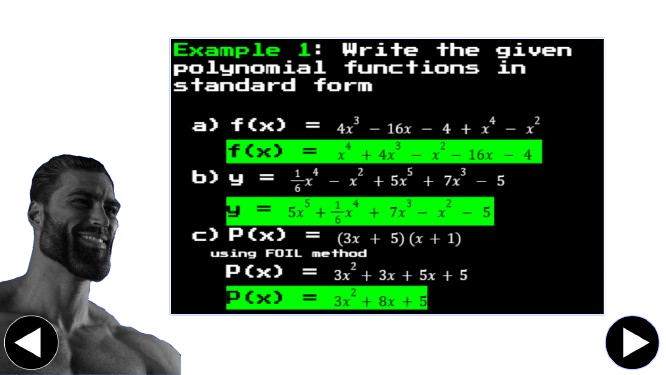 Example 1: Write the given
polynomial functions in
standard form
a) f(x) = 4x³ − 16x − 4 + x⁴ − x²
f(x) = x⁴ + 4x³ − x² − 16x − 4
b) y = 1/6x⁴ − x² + 5x⁵ + 7x³ − 5
y = 5x⁵ + 1/6x⁴ + 7x³ − x² − 5
c) P(x) = (3x + 5)(x + 1)
using FOIL method
P(x) = 3x² + 3x + 5x + 5
P(x) = 3x² + 8x + 5